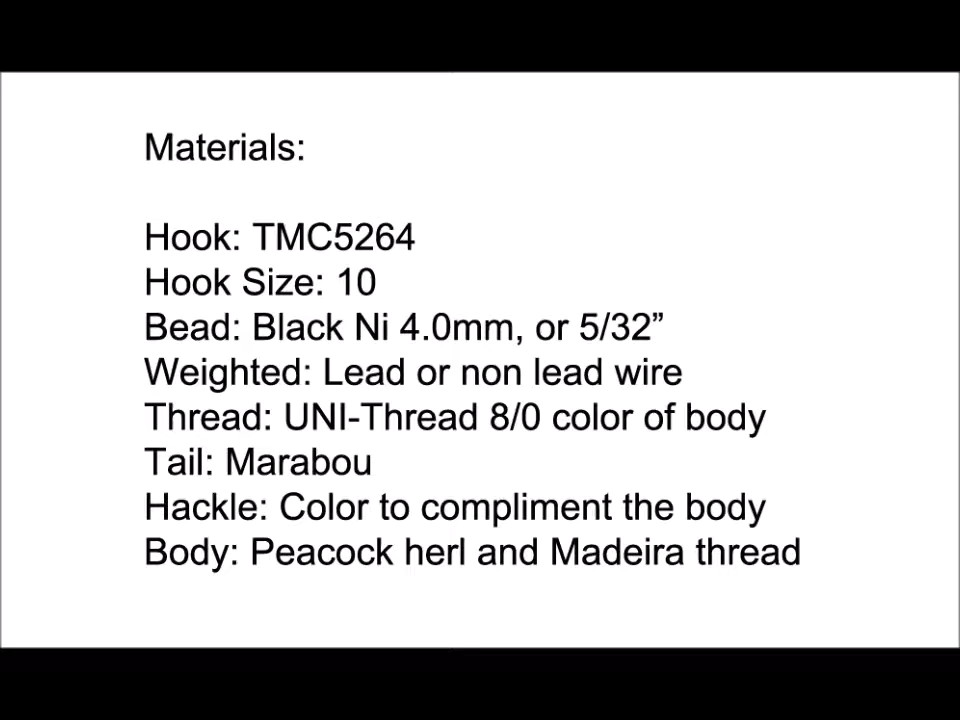 Materials:
Hook: TMC5264
Hook Size: 10
Bead: Black Ni 4.0mm, or 5/32”
Weighted: Lead or non lead wire
Thread: UNI-Thread 8/0 color of body
Tail: Marabou
Hackle: Color to compliment the body
Body: Peacock herl and Madeira thread